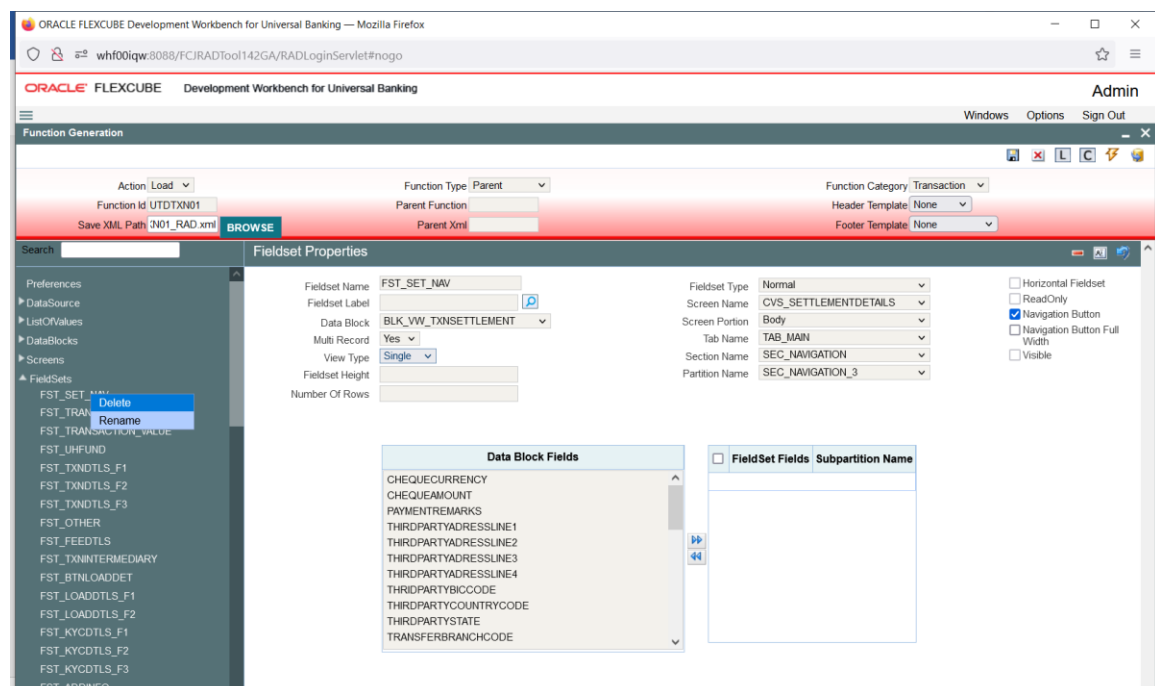 ORACLE FLEXCUBE Development Workbench for Universal Banking — Mozilla Firefox
whf00iqw:8088/FCJRADTool142GA/RADLoginServlet#nogo
ORACLE FLEXCUBE Development Workbench for Universal Banking Admin
Windows Options Sign Out
Function Generation
L C
Action Load Function Type Parent Function Category Transaction
Function Id UTDTXN01 Parent Function Header Template None
Save XML Path N01_RAD.xml BROWSE Parent Xml Footer Template None
Search Fieldset Properties
Preferences
DataSource
ListOfValues
DataBlocks
Screens
FieldSets
FST_SET_NAV
Delete
FST_TRAN
Rename
FST_TRANSACTION_VALUE
FST_UHFUND
FST_TXNDTLS_F1
FST_TXNDTLS_F2
FST_TXNDTLS_F3
FST_OTHER
FST_FEEDTLS
FST_TXNINTERMEDIARY
FST_BTNLOADDET
FST_LOADDTLS_F1
FST_LOADDTLS_F2
FST_KYCDTLS_F1
FST_KYCDTLS_F2
FST_KYCDTLS_F3
Fieldset Name FST_SET_NAV
Fieldset Label
Data Block BLK_VW_TXNSETTLEMENT
Multi Record Yes
View Type Single
Fieldset Height
Number Of Rows
Fieldset Type Normal
Screen Name CVS_SETTLEMENTDETAILS
Screen Portion Body
Tab Name TAB_MAIN
Section Name SEC_NAVIGATION
Partition Name SEC_NAVIGATION_3
Horizontal Fieldset
ReadOnly
Navigation Button
Navigation Button Full
Width
Visible
Data Block Fields
CHEQUECURRENCY
CHEQUEAMOUNT
PAYMENTREMARKS
THIRDPARTYADRESSLINE1
THIRDPARTYADRESSLINE2
THIRDPARTYADRESSLINE3
THIRDPARTYADRESSLINE4
THRIDPARTYBICCODE
THIRDPARTYCOUNTRYCODE
THIRDPARTYSTATE
TRANSFERBRANCHCODE
FieldSet Fields Subpartition Name